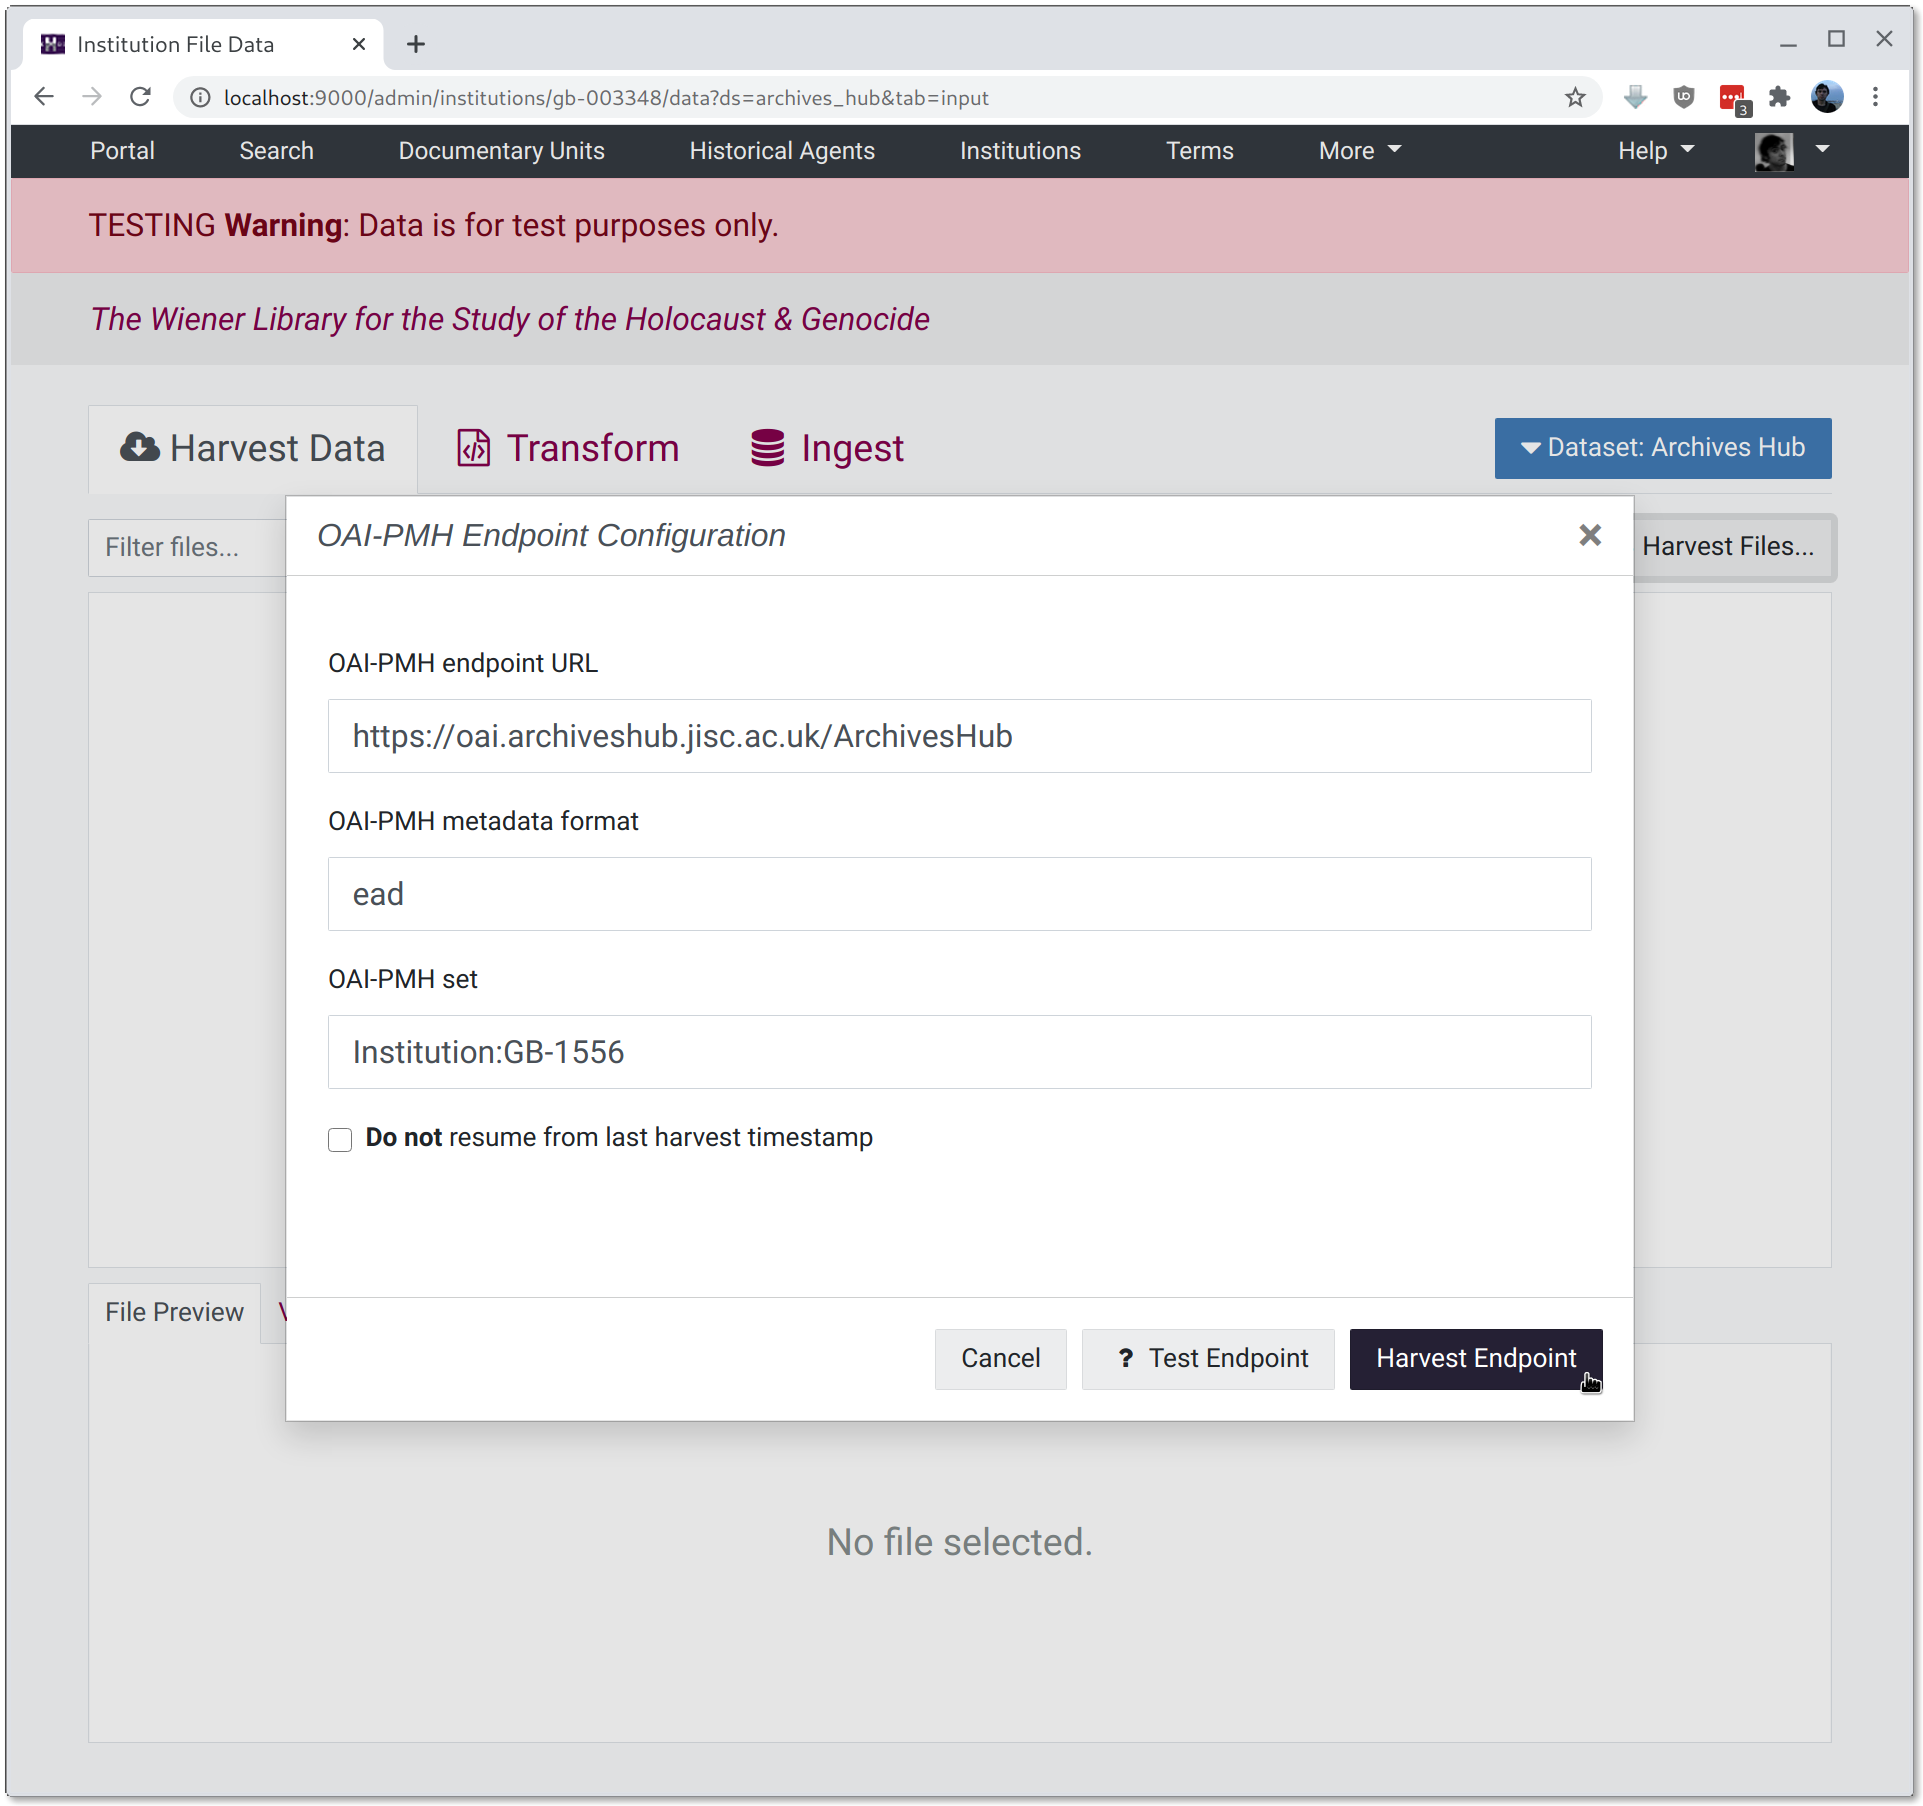 Institution File Data
localhost:9000/admin/institutions/gb-003348/data?ds=archives_hub&tab=input
3
Portal Search Documentary Units Historical Agents Institutions Terms More Help
TESTING Warning: Data is for test purposes only.
The Wiener Library for the Study of the Holocaust & Genocide
Harvest Data Transform Ingest Dataset: Archives Hub
Filter files... Harvest Files...
OAI-PMH Endpoint Configuration
OAI-PMH endpoint URL
https://oai.archiveshub.jisc.ac.uk/ArchivesHub
OAI-PMH metadata format
ead
OAI-PMH set
Institution:GB-1556
Do not resume from last harvest timestamp
File Preview
Cancel ? Test Endpoint Harvest Endpoint
No file selected.